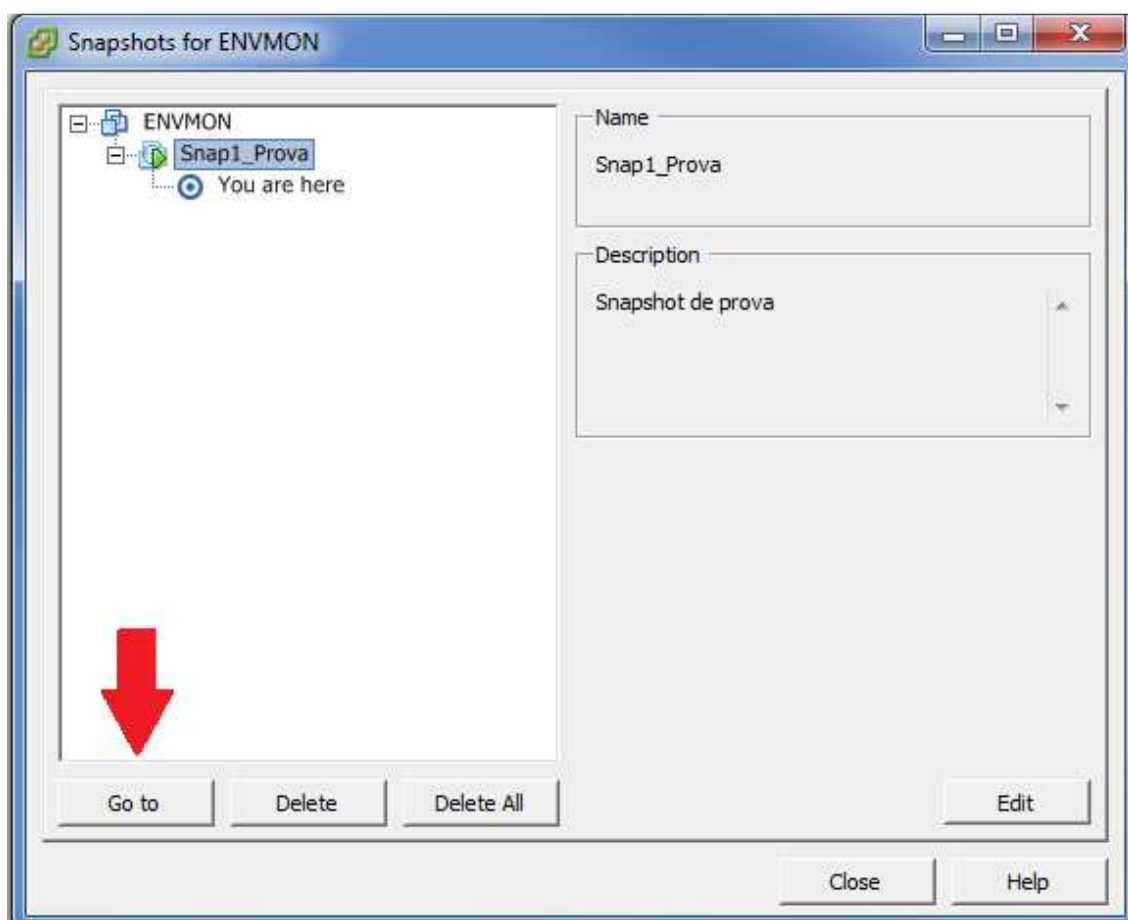 Snapshots for ENVMON
ENVMON
Snap1_Prova
You are here
Name
Snap1_Prova
Description
Snapshot de prova
Go to
Delete
Delete All
Edit
Close
Help